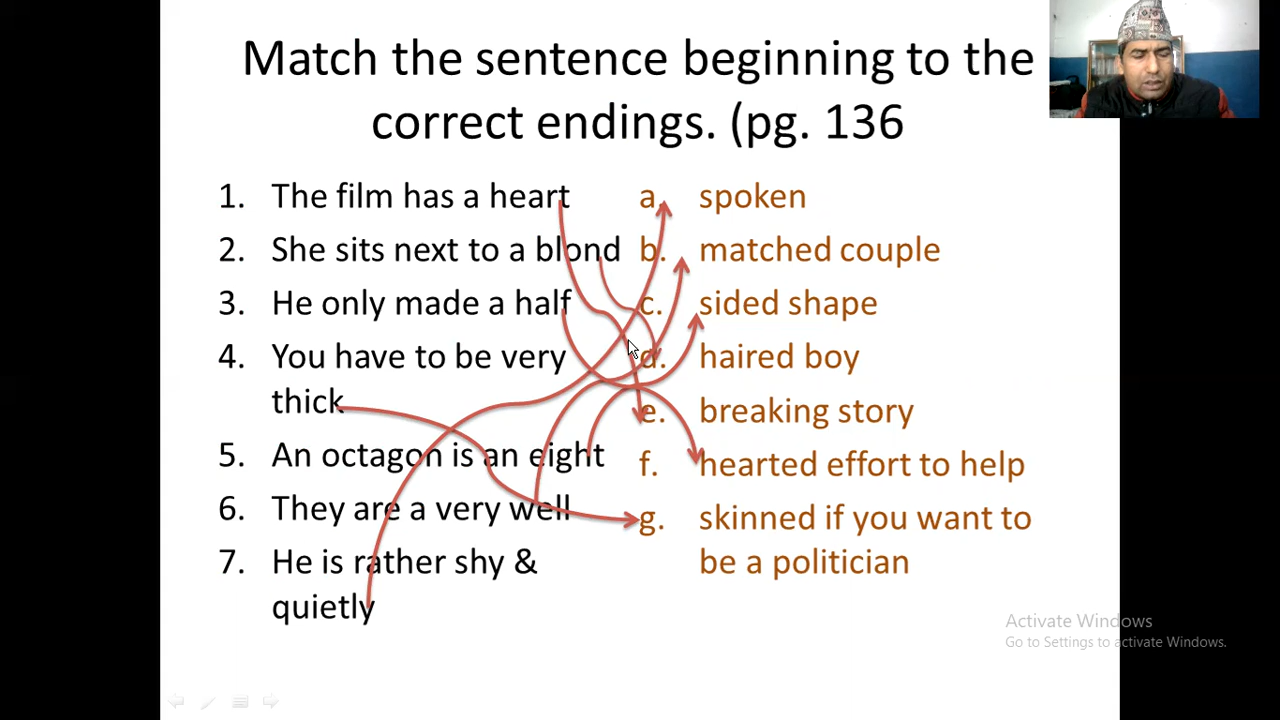 Match the sentence beginning to the
correct endings. (pg. 136
1. The film has a heart
2. She sits next to a blond
3. He only made a half
4. You have to be very
thick
5. An octagon is an eight
6. They are a very well
7. He is rather shy &
quietly
a. spoken
b. matched couple
c. sided shape
d. haired boy
e. breaking story
f. hearted effort to help
g. skinned if you want to
be a politician
Activate Windows
Go to Settings to activate Windows.